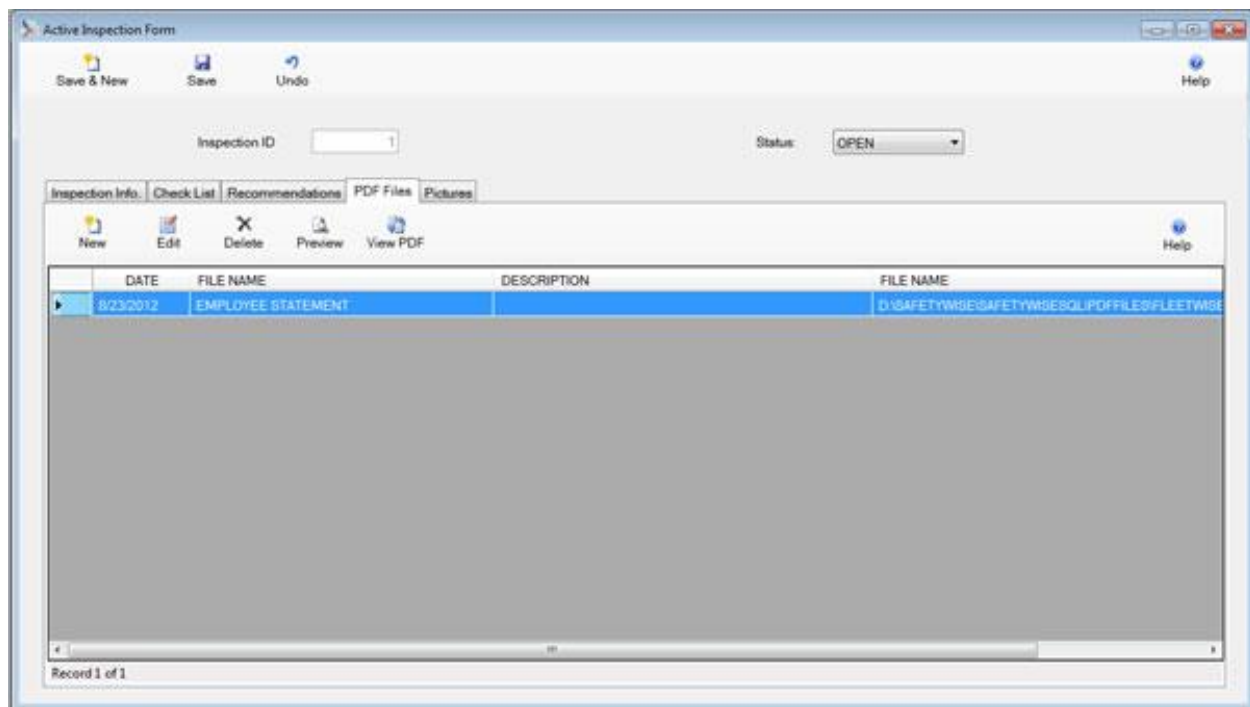 Active Inspection Form
Save & New Save Undo Help
Inspection ID 1 Status: OPEN
Inspection Info. Check List Recommendations PDF Files Pictures
New Edit Delete Preview View PDF Help
DATE FILE NAME DESCRIPTION FILE NAME
8/23/2012 EMPLOYEE STATEMENT D:\SAFETYWISE\SAFETYWISESQL\PDFFILES\FLEETWISE
Record 1 of 1